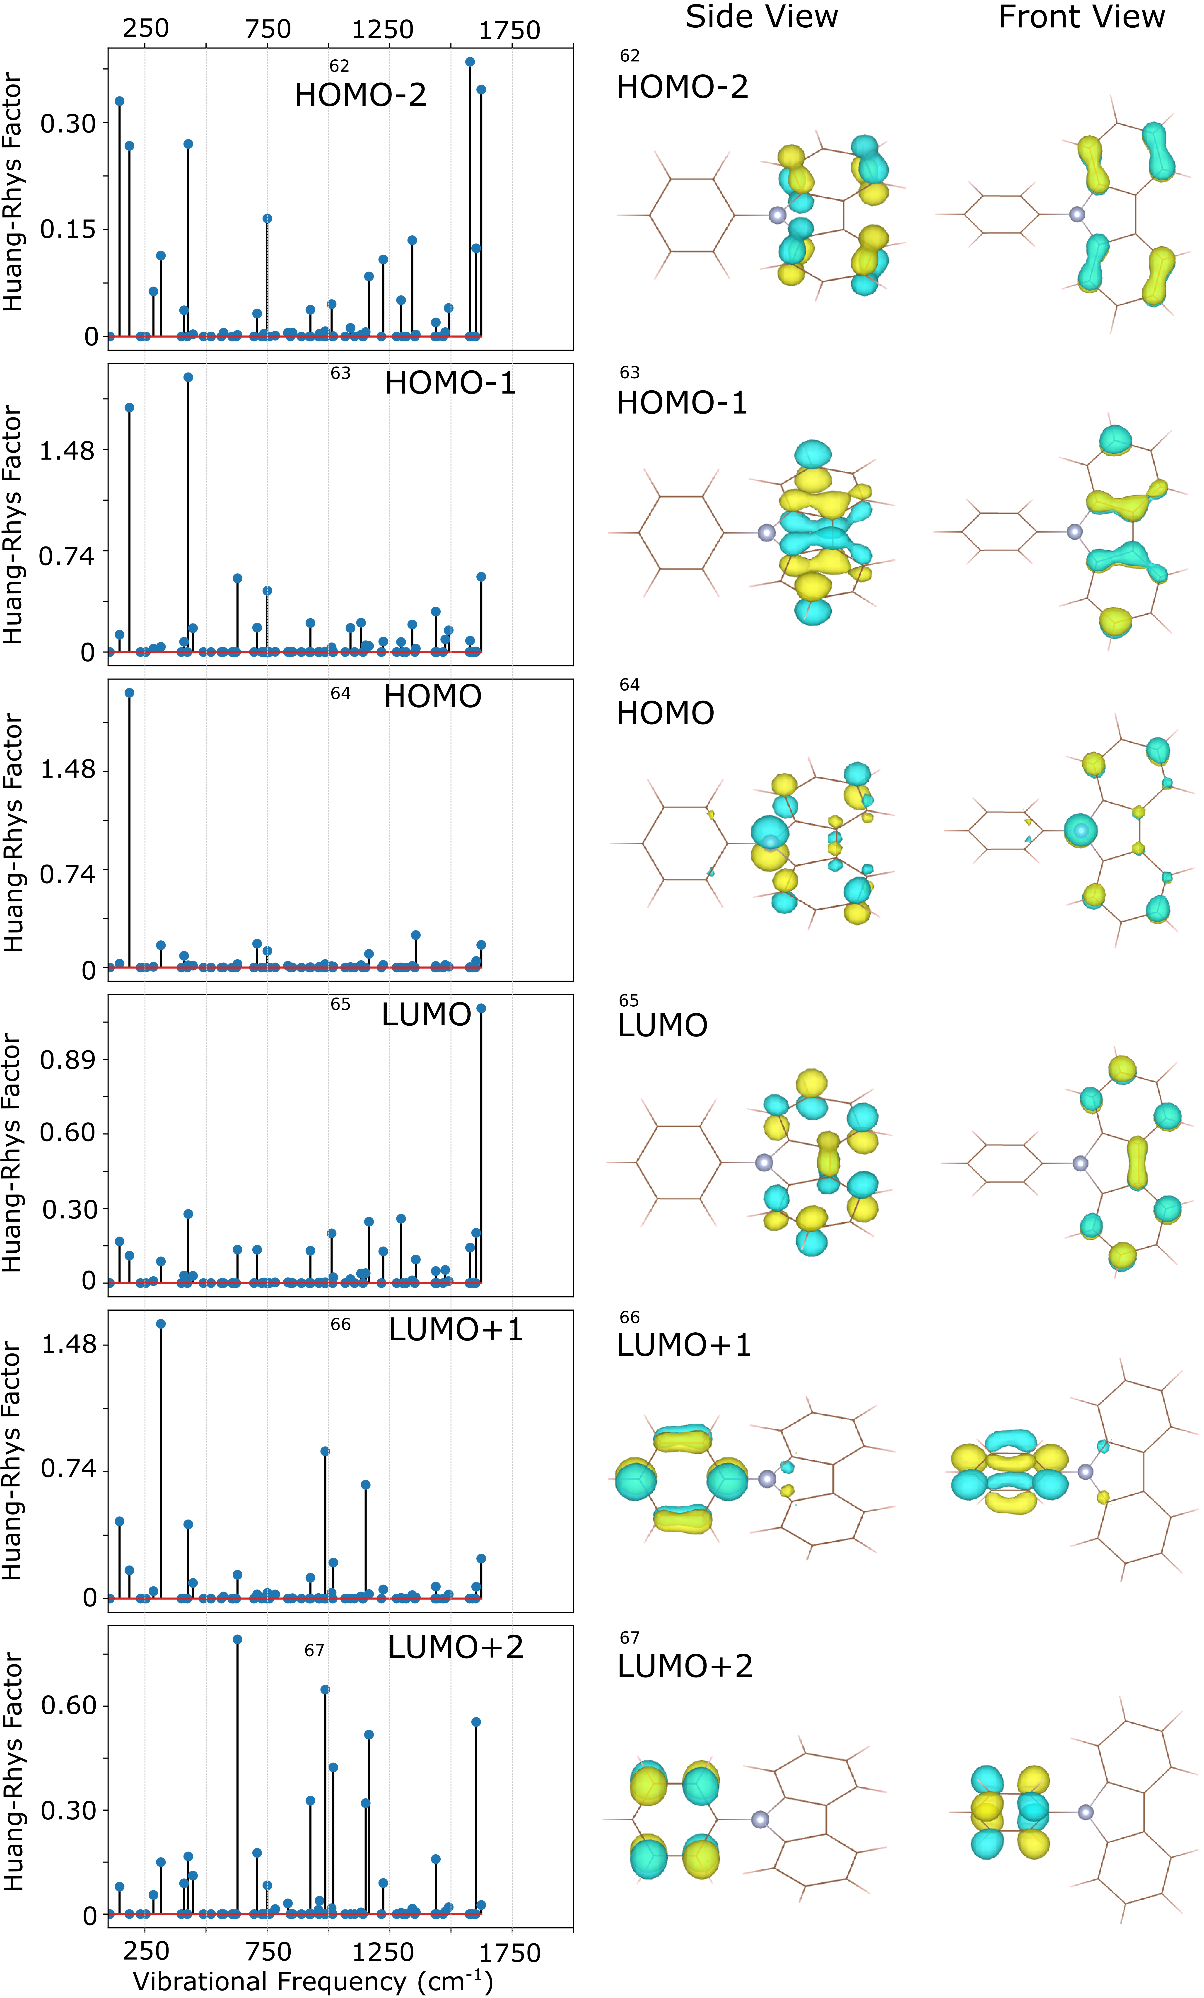 250 750 1250 1750 Side View Front View
Huang-Rhys Factor
0.30
0.15
0
62
HOMO-2
62
HOMO-2
Huang-Rhys Factor
1.48
0.74
0
63
HOMO-1
63
HOMO-1
Huang-Rhys Factor
1.48
0.74
0
64
HOMO
64
HOMO
Huang-Rhys Factor
0.89
0.60
0.30
0
65
LUMO
65
LUMO
Huang-Rhys Factor
1.48
0.74
0
66
LUMO+1
66
LUMO+1
Huang-Rhys Factor
0.60
0.30
0
67
LUMO+2
67
LUMO+2
250 750 1250 1750
Vibrational Frequency (cm⁻¹)